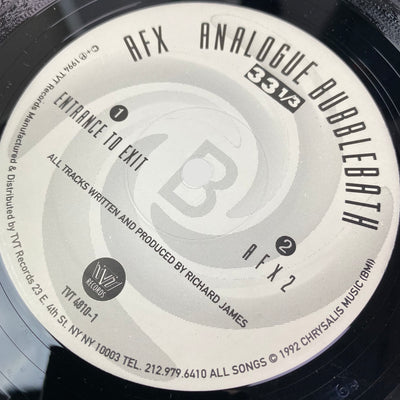 AFX ANALOGUE BUBBLEBATH
33 1/3
1
ENTRANCE TO EXIT
B
2
AFX 2
ALL TRACKS WRITTEN AND PRODUCED BY RICHARD JAMES
TVT
RECORDS
TVT 4810-1
©+℗ 1994 TVT Records Manufactured & Distributed by TVT Records 23 E. 4th St. NY NY 10003 TEL. 212.979.6410 ALL SONGS © 1992 CHRYSALIS MUSIC (BMI)